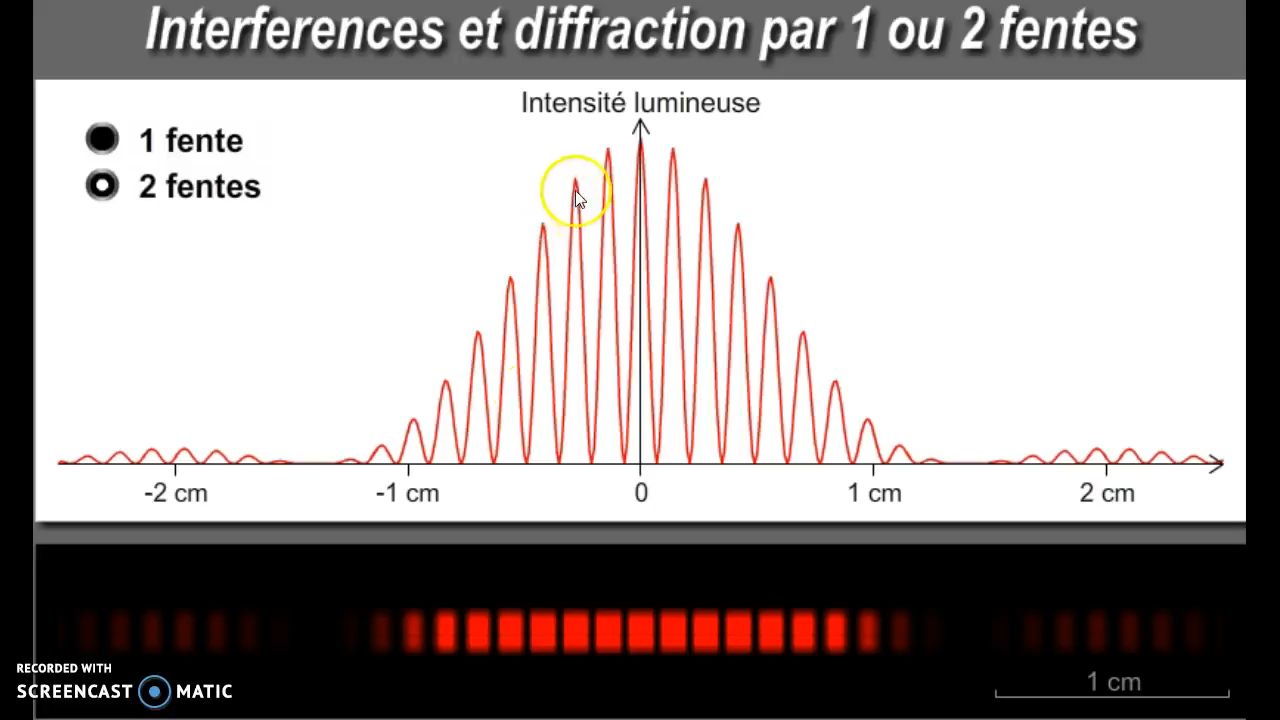 Interferences et diffraction par 1 ou 2 fentes
Intensité lumineuse
1 fente
2 fentes
-2 cm -1 cm 0 1 cm 2 cm
1 cm
RECORDED WITH
SCREENCAST MATIC